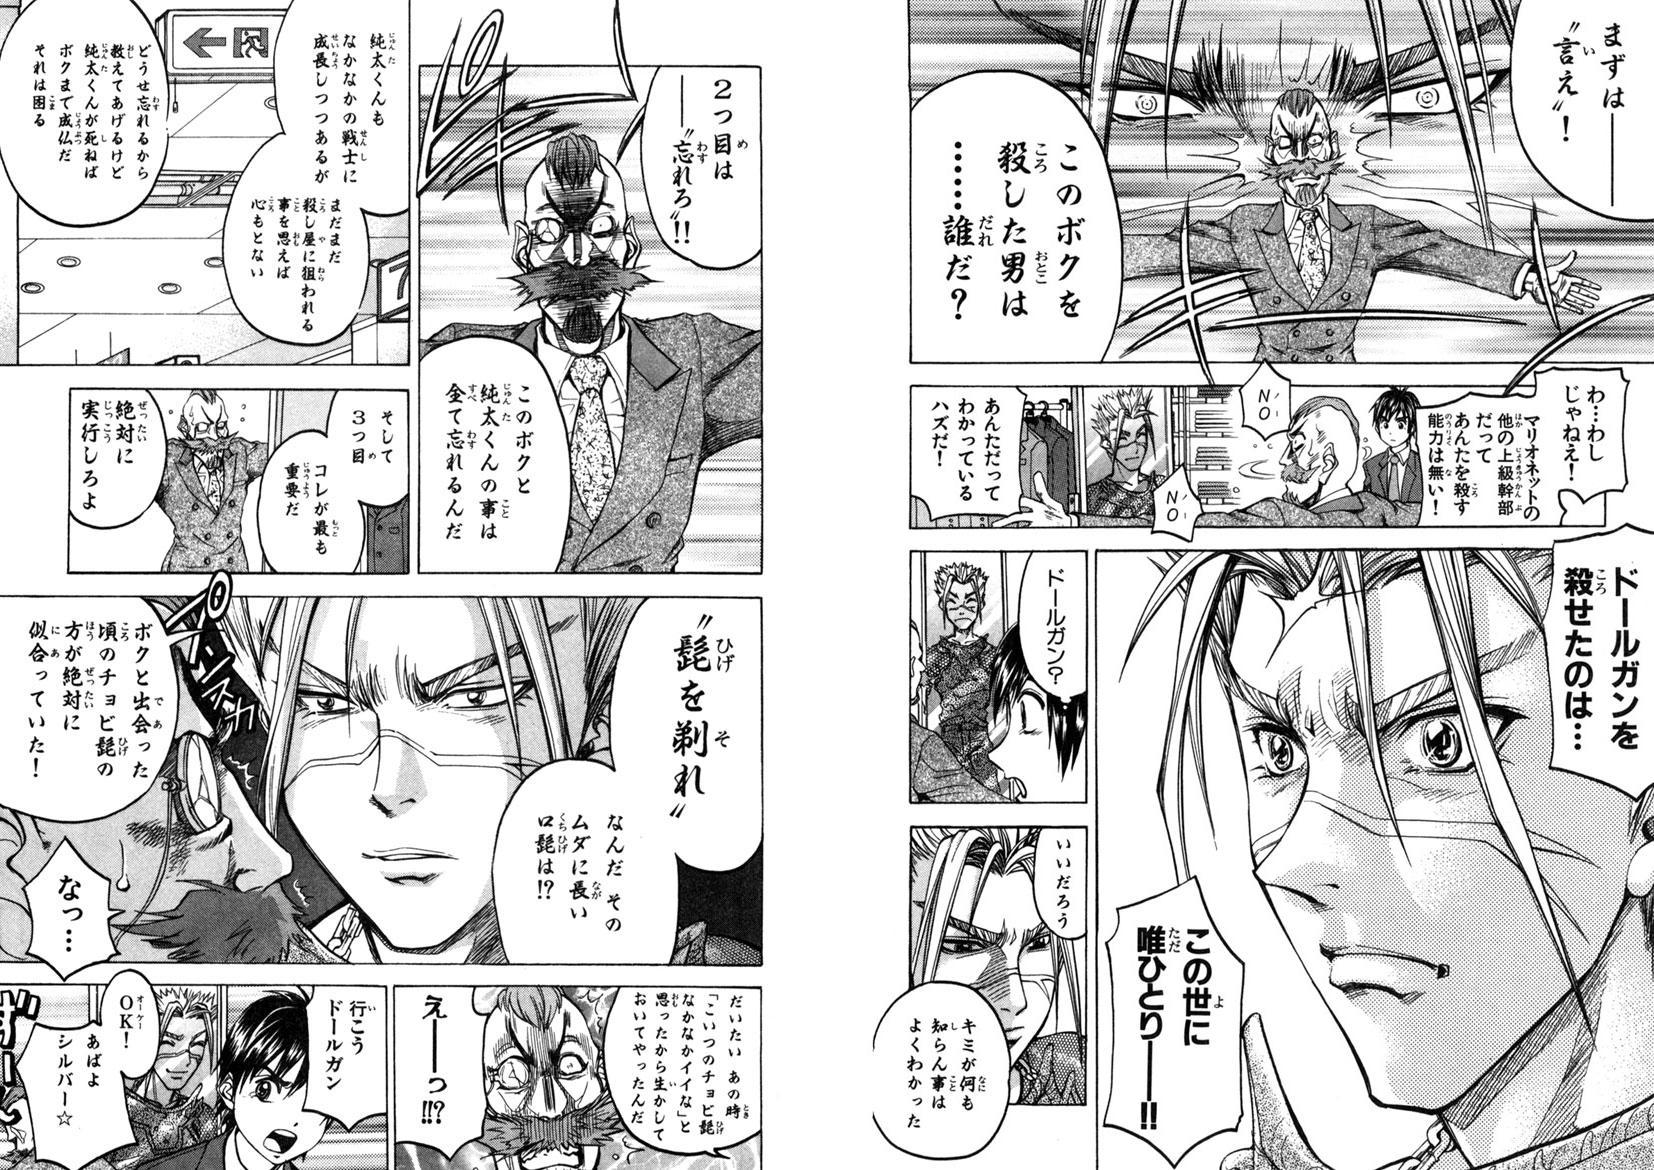 まずは───
〝言え〟!
このボクを
殺した男は
……誰だ?
わ…わし
じゃねえ!
マリオネットの
他の上級幹部
だって
あんたを殺す
能力は無い!
NO
NO
あんただって
わかっている
ハズだ!
ドールガンを
殺せたのは…
この世に
唯ひとり──!!
ドールガン?
いいだろう
キミが何も
知らん事は
よくわかった
2つ目は
───〝忘れろ〟!!
このボクと
純太くんの事は
全て忘れるんだ
純太くんも
なかなかの戦士に
成長しつつあるが
まだまだ
殺し屋に狙われる
事を思えば
心もとない
どうせ忘れるから
教えてあげるけど
純太くんが死ねば
ボクまで成仏だ
それは困る
7
そして
3つ目
コレが最も
重要だ
絶対に
実行しろよ
〝髭を剃れ〟
なんだ その
ムダに長い
口髭は!?
ボクと出会った
頃のチョビ髭の
方が絶対に
似合っていた!
なっ…
だいたい あの時
「こいつのチョビ髭
なかなかイイな」と
思ったから生かして
おいてやったんだ
え───っ!!?
行こう
ドールガン
OK!
あばよ
シルバー☆